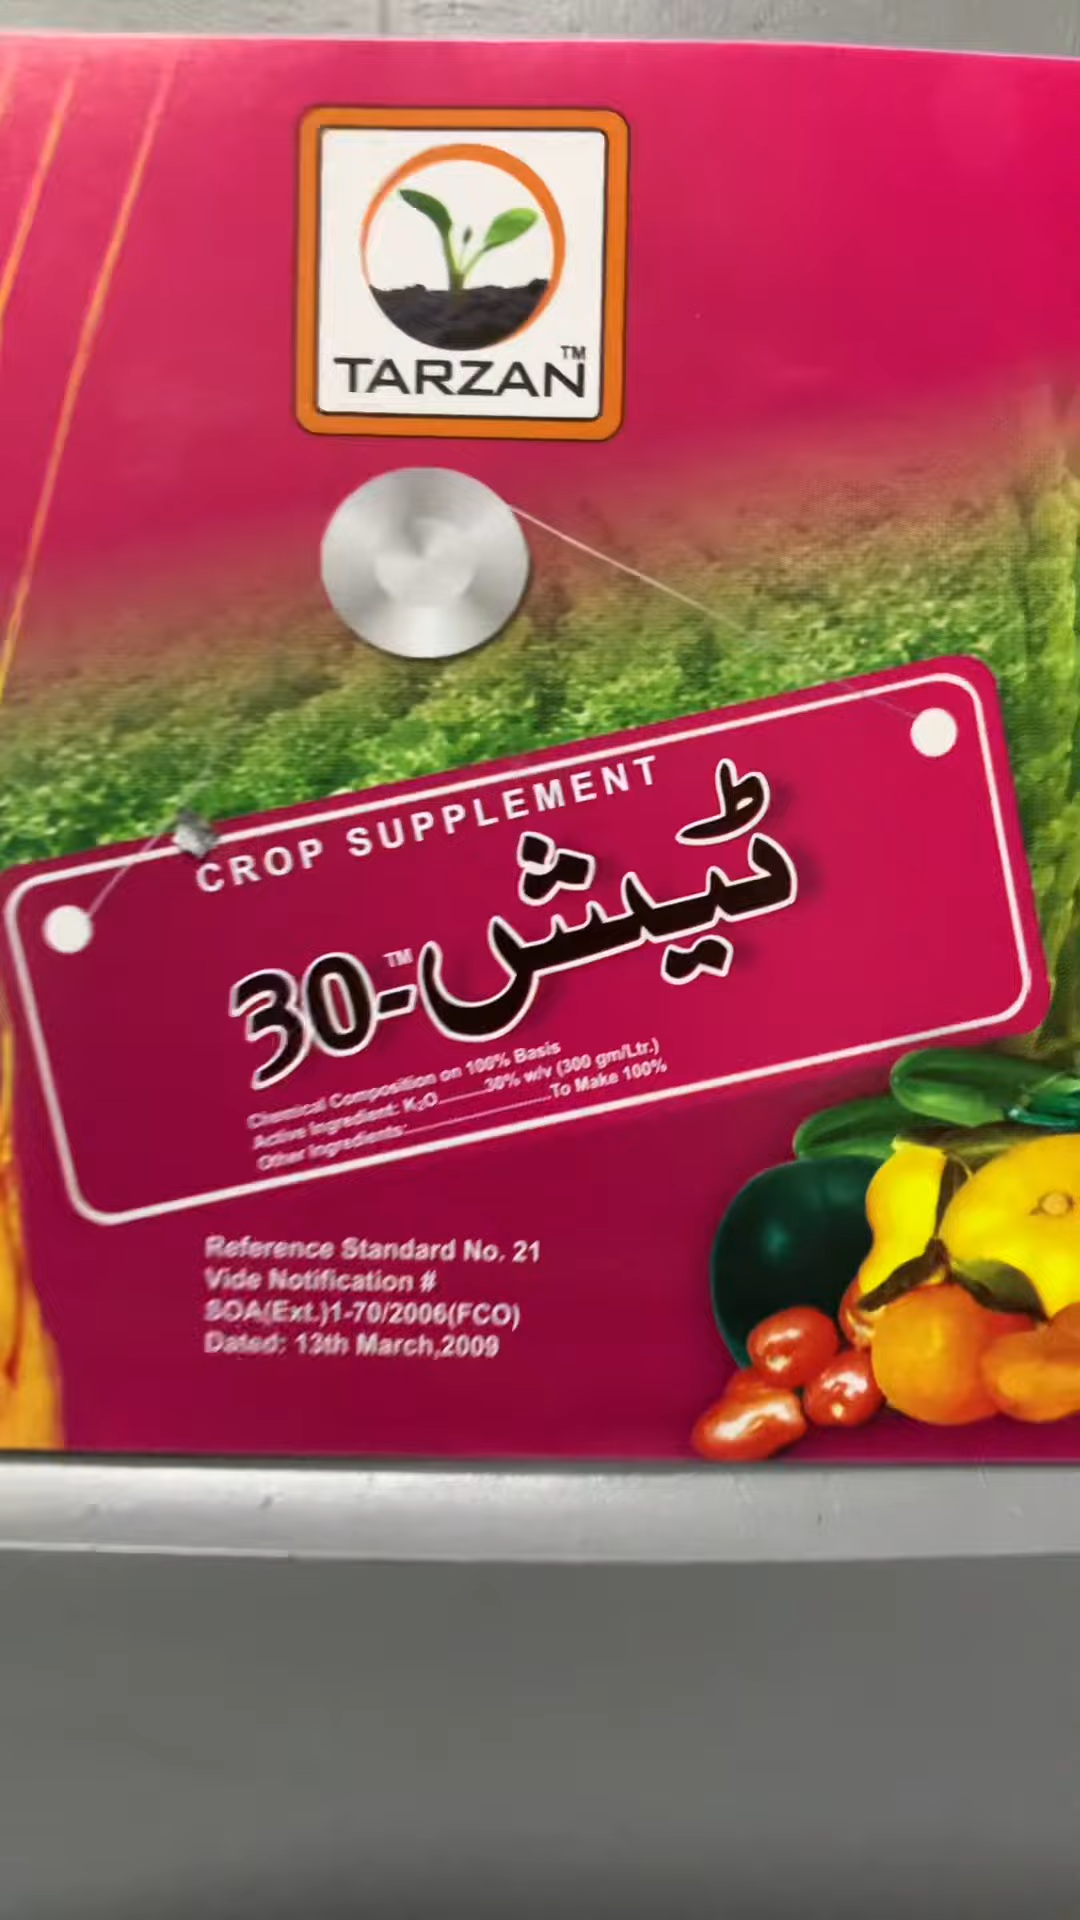 TARZAN™
CROP SUPPLEMENT
ٹیش-30™
Chemical Composition on 100% Basis
Active Ingredient: K₂O..........30% w/v (300 gm/Ltr.)
Other Ingredients:..............................To Make 100%
Reference Standard No. 21
Vide Notification #
SOA(Ext.)1-70/2006(FCO)
Dated: 13th March,2009